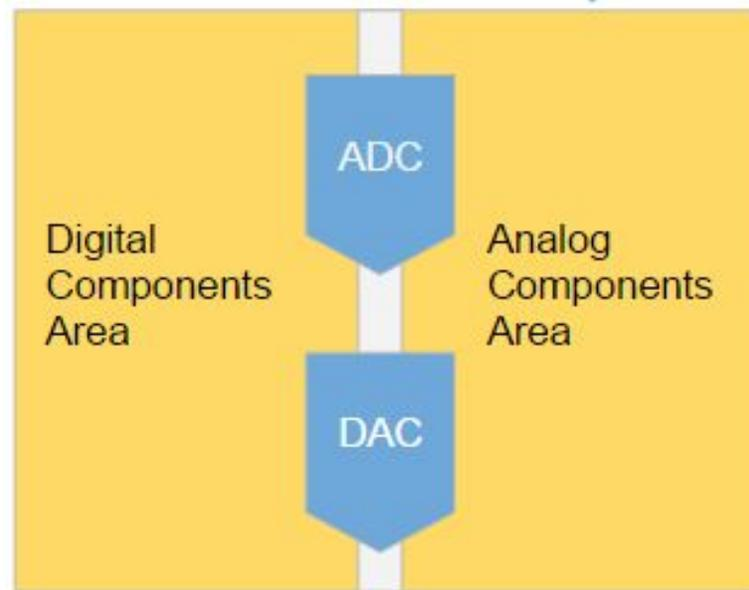 ADC
Digital
Components
Area
Analog
Components
Area
DAC